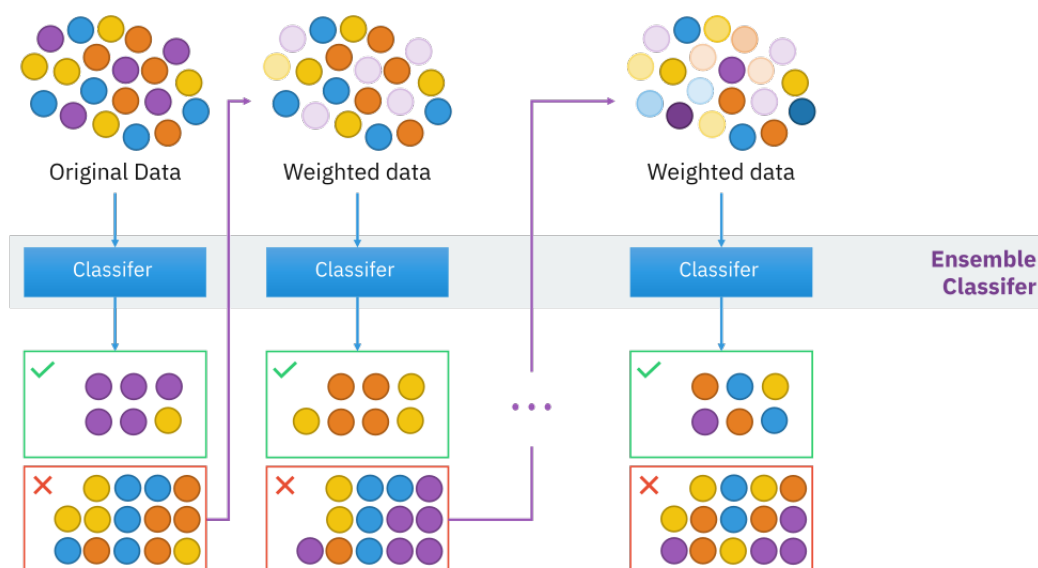 Original Data
Weighted data
Weighted data
Classifer
Classifer
Classifer
Ensemble
Classifer